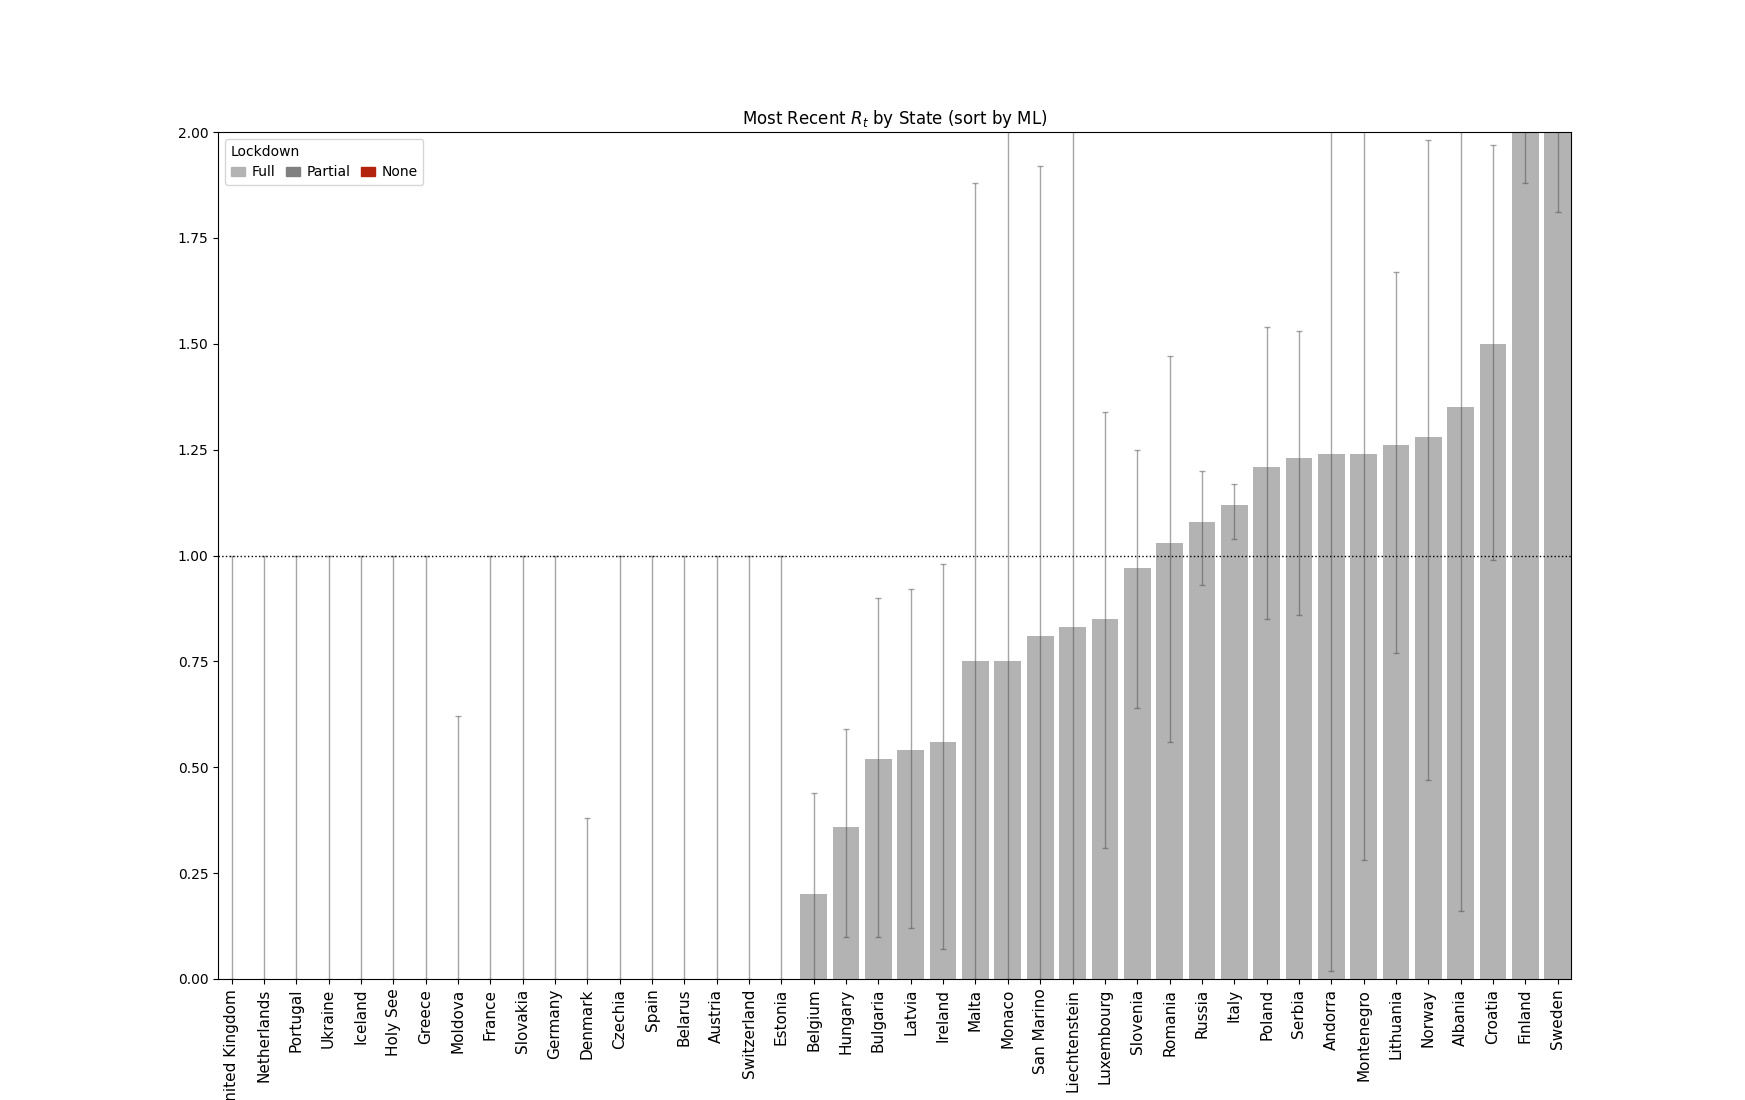 Most Recent Rt by State (sort by ML)
Lockdown
Full Partial None
2.00
1.75
1.50
1.25
1.00
0.75
0.50
0.25
0.00
nited Kingdom
Netherlands
Portugal
Ukraine
Iceland
Holy See
Greece
Moldova
France
Slovakia
Germany
Denmark
Czechia
Spain
Belarus
Austria
Switzerland
Estonia
Belgium
Hungary
Bulgaria
Latvia
Ireland
Malta
Monaco
San Marino
Liechtenstein
Luxembourg
Slovenia
Romania
Russia
Italy
Poland
Serbia
Andorra
Montenegro
Lithuania
Norway
Albania
Croatia
Finland
Sweden